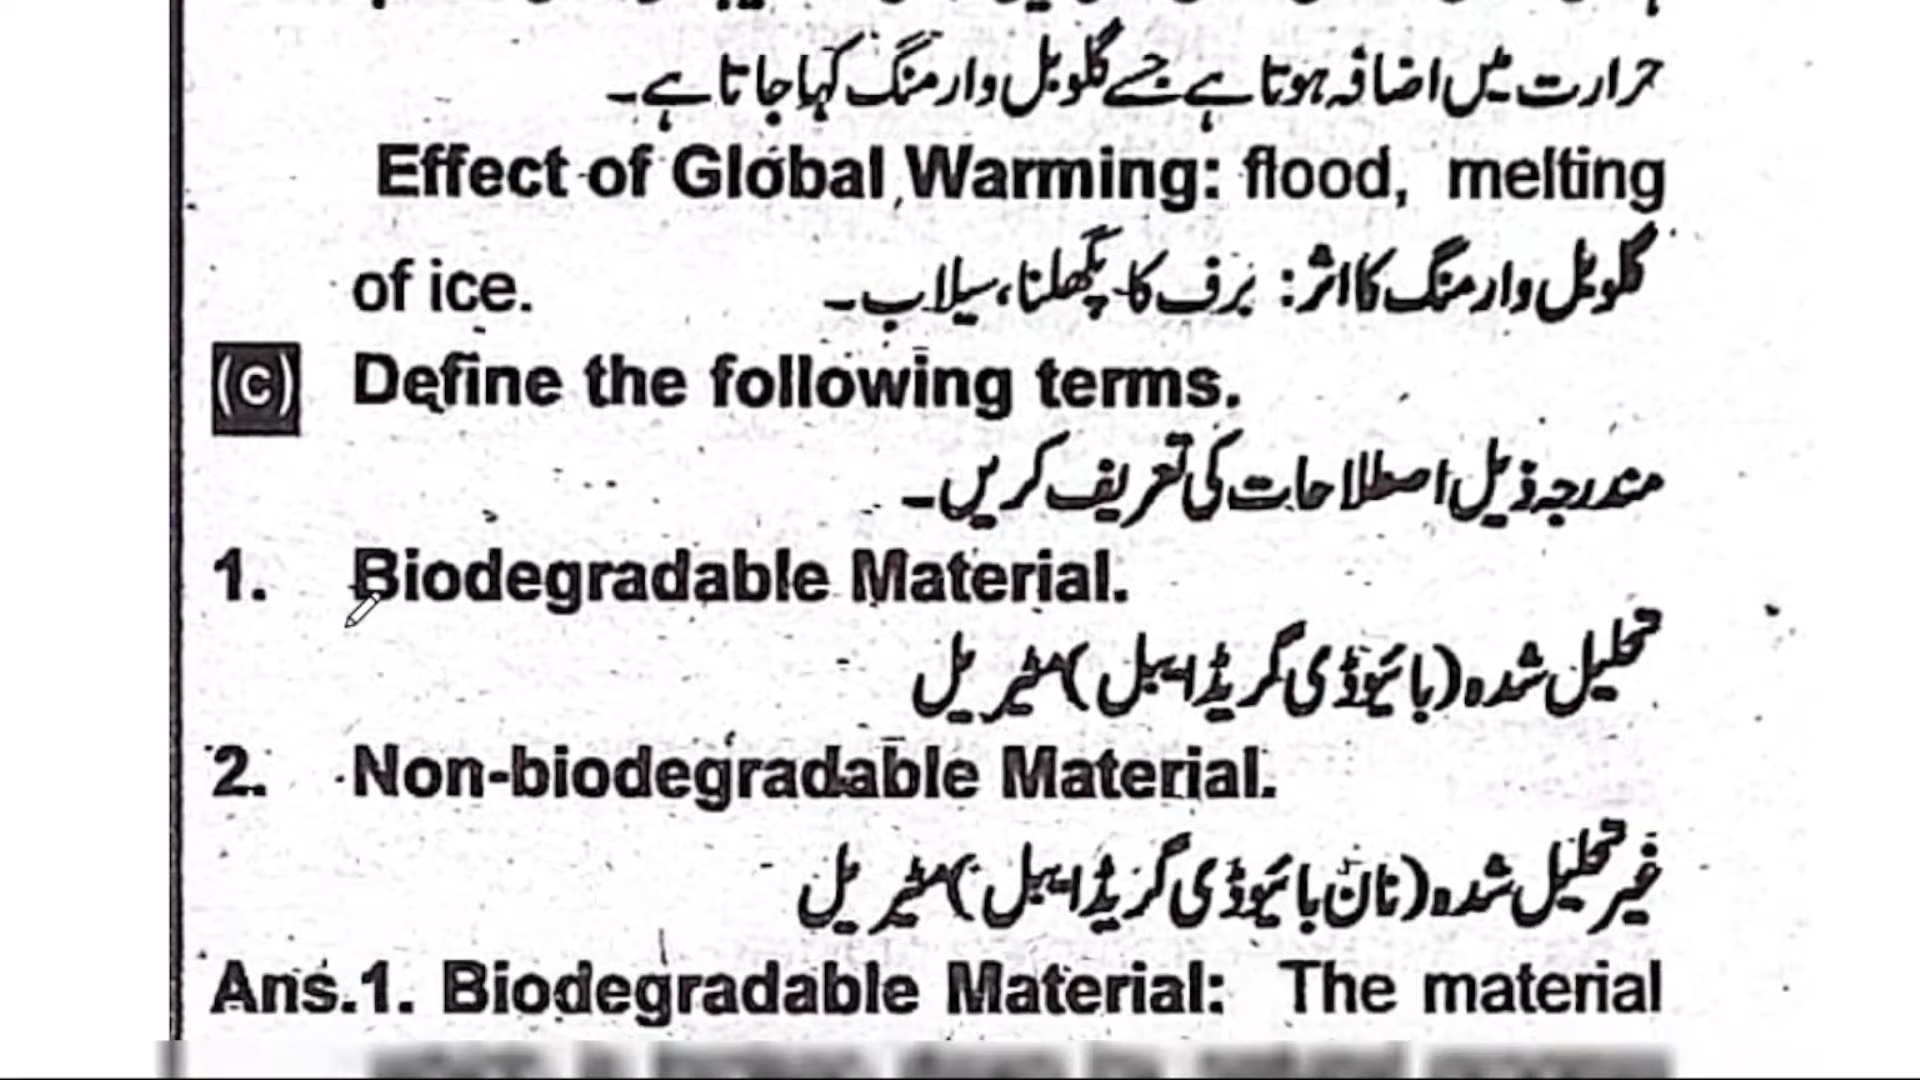 حرارت میں اضافہ ہوتا ہے جسے گلوبل وارمنگ کہا جاتا ہے۔
Effect of Global Warming: flood, melting
of ice. گلوبل وارمنگ کا اثر: برف کا پگھلنا، سیلاب۔
(c) Define the following terms.
مندرجہ ذیل اصطلاحات کی تعریف کریں۔
1. Biodegradable Material.
تحلیل شدہ (بائیوڈی گریڈ ایبل) مٹیریل
2. Non-biodegradable Material.
غیر تحلیل شدہ (نان بائیوڈی گریڈ ایبل) مٹیریل
Ans.1. Biodegradable Material: The material